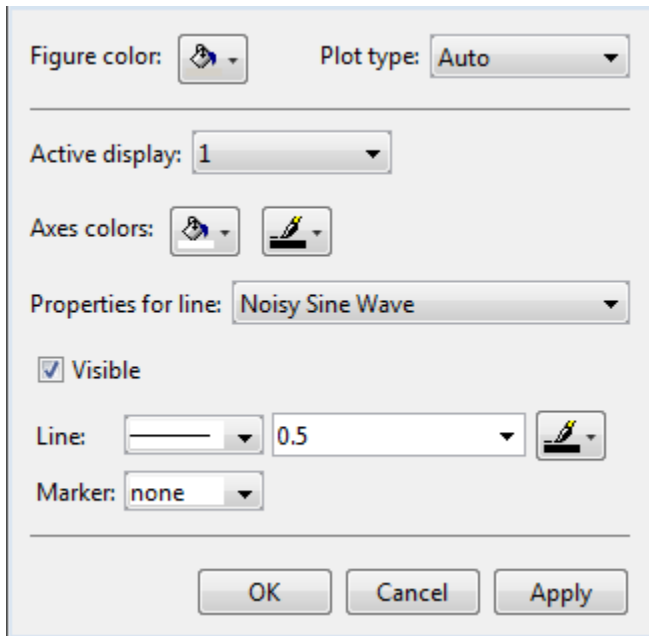 Figure color: Plot type: Auto
Active display: 1
Axes colors:
Properties for line: Noisy Sine Wave
Visible
Line: 0.5
Marker: none
OK Cancel Apply